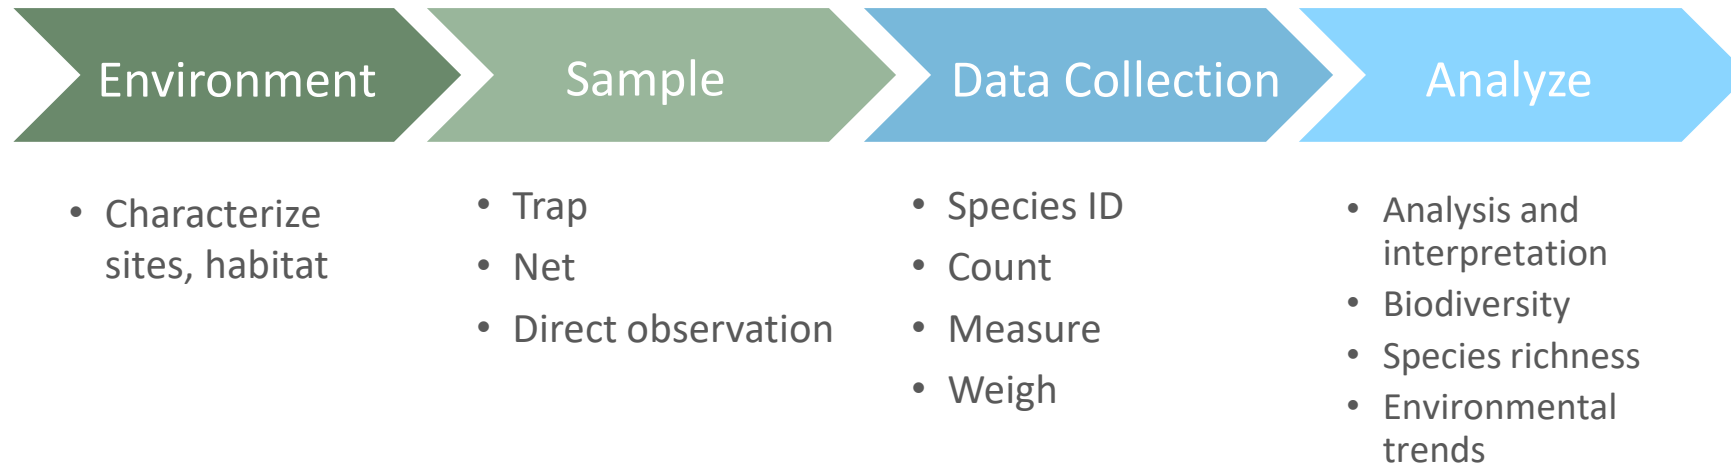 Environment
Sample
Data Collection
Analyze
• Characterize
sites, habitat
• Trap
• Net
• Direct observation
• Species ID
• Count
• Measure
• Weigh
• Analysis and
interpretation
• Biodiversity
• Species richness
• Environmental
trends